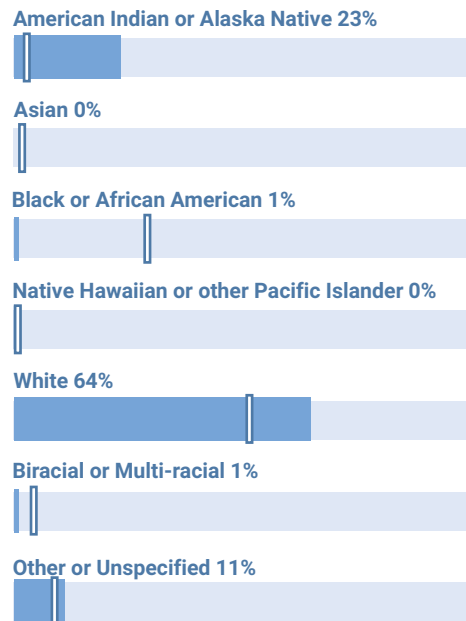 American Indian or Alaska Native 23%
Asian 0%
Black or African American 1%
Native Hawaiian or other Pacific Islander 0%
White 64%
Biracial or Multi-racial 1%
Other or Unspecified 11%